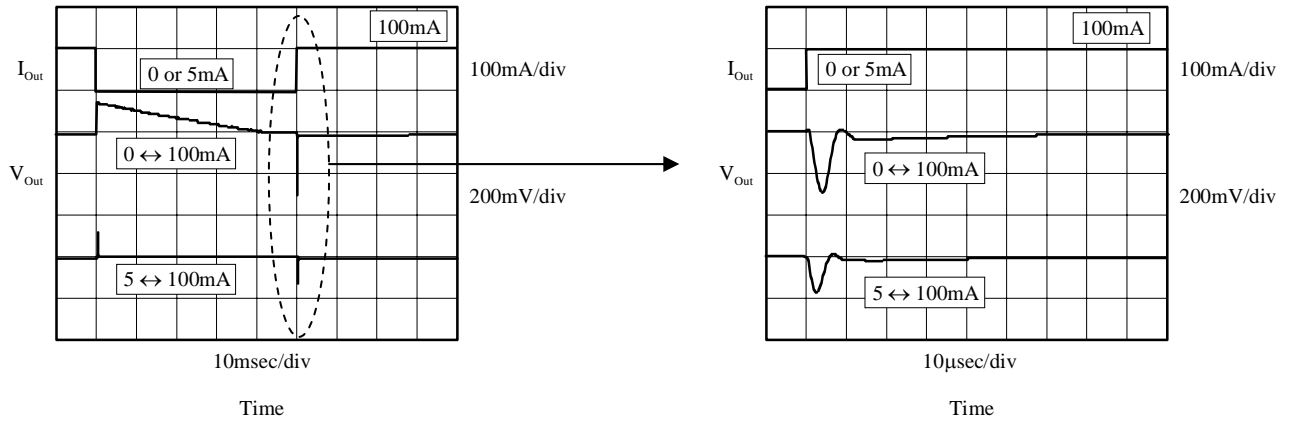 100mA
I_Out
0 or 5mA
100mA/div
0 ↔ 100mA
V_Out
200mV/div
5 ↔ 100mA
10msec/div
Time
100mA
I_Out
0 or 5mA
100mA/div
0 ↔ 100mA
V_Out
200mV/div
5 ↔ 100mA
10μsec/div
Time